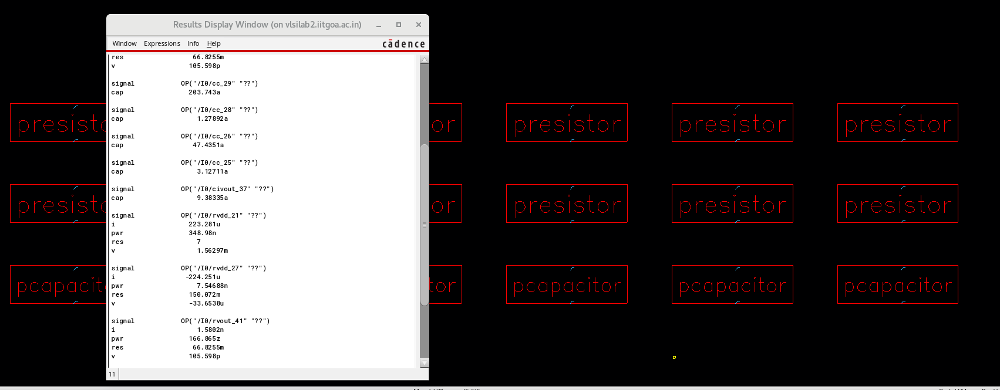 Results Display Window (on vlsilab2.iitgoa.ac.in)
Window Expressions Info Help cādence
res 66.8255m
v 105.598p
signal OP("/I0/cc_29" "??")
cap 203.743a
signal OP("/I0/cc_28" "??")
cap 1.27892a
signal OP("/I0/cc_26" "??")
cap 47.4351a
signal OP("/I0/cc_25" "??")
cap 3.12711a
signal OP("/I0/civout_37" "??")
cap 9.38335a
signal OP("/I0/rvdd_21" "??")
i 223.281u
pwr 348.98n
res 7
v 1.56297m
signal OP("/I0/rvdd_27" "??")
i -224.251u
pwr 7.54688n
res 150.072m
v -33.6538u
signal OP("/I0/rvout_41" "??")
i 1.5802n
pwr 166.865z
res 66.8255m
v 105.598p
11
presisto or presistor presistor presistor
presisto or presistor presistor presistor
pcapacit tor pcapacitor pcapacitor pcapacitor